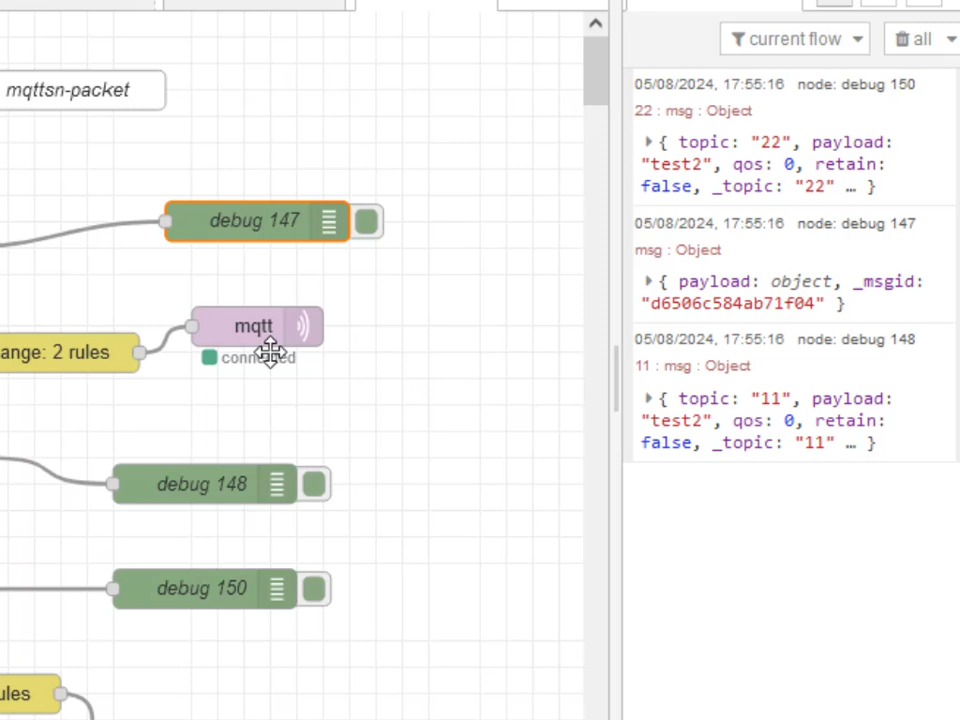 mqttsn-packet
debug 147
mqtt
ange: 2 rules
debug 148
debug 150
ules
current flow
all
05/08/2024, 17:55:16 node: debug 150
22 : msg : Object
{ topic: "22", payload:
"test2", qos: 0, retain:
false, _topic: "22" … }
05/08/2024, 17:55:16 node: debug 147
msg : Object
{ payload: object, _msgid:
"d6506c584ab71f04" }
05/08/2024, 17:55:16 node: debug 148
11 : msg : Object
{ topic: "11", payload:
"test2", qos: 0, retain:
false, _topic: "11" … }